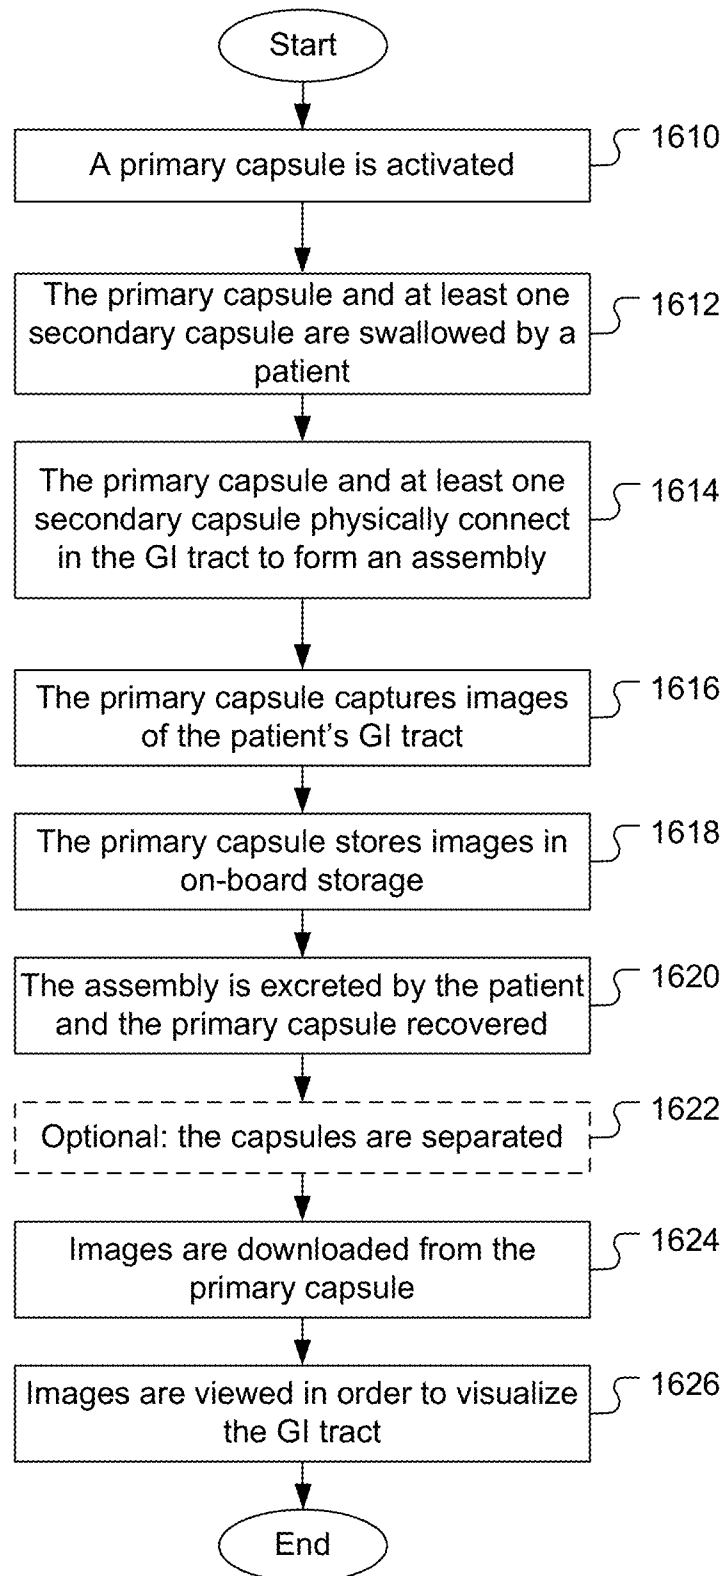 Start
A primary capsule is activated
1610
The primary capsule and at least one
secondary capsule are swallowed by a
patient
1612
The primary capsule and at least one
secondary capsule physically connect
in the GI tract to form an assembly
1614
The primary capsule captures images
of the patient's GI tract
1616
The primary capsule stores images in
on-board storage
1618
The assembly is excreted by the patient
and the primary capsule recovered
1620
Optional: the capsules are separated
1622
Images are downloaded from the
primary capsule
1624
Images are viewed in order to visualize
the GI tract
1626
End